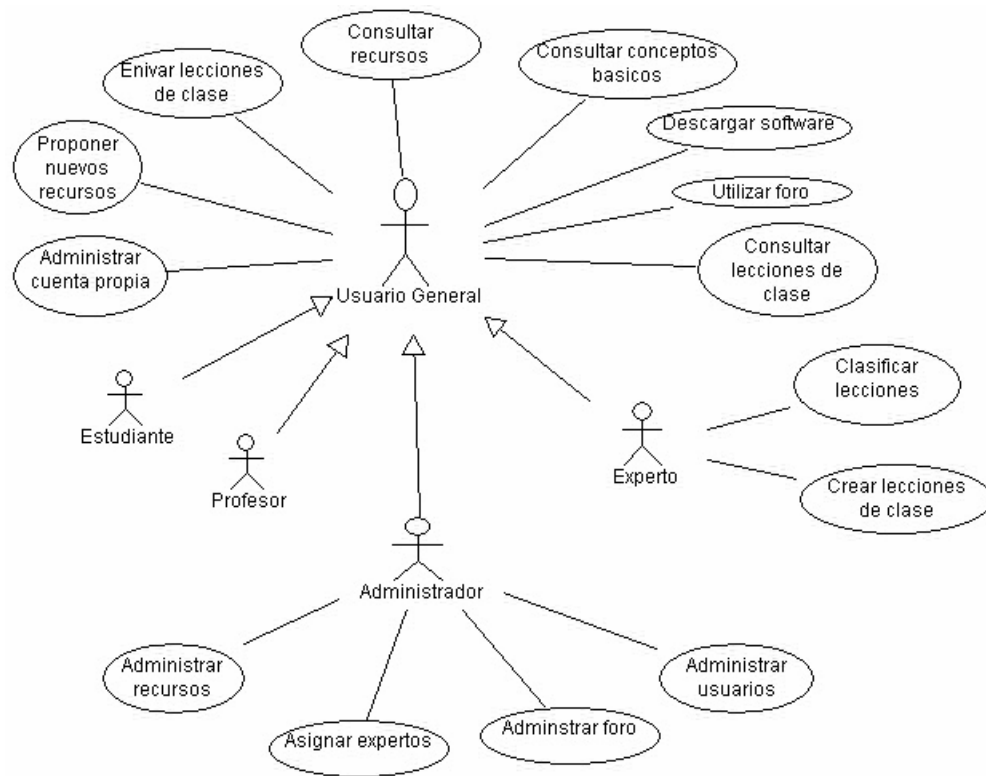 Consultar
recursos
Consultar conceptos
basicos
Enivar lecciones
de clase
Descargar software
Proponer
nuevos
recursos
Utilizar foro
Administrar
cuenta propia
Consultar
lecciones de
clase
Usuario General
Estudiante
Profesor
Experto
Clasificar
lecciones
Crear lecciones
de clase
Administrador
Administrar
recursos
Asignar expertos
Adminstrar foro
Administrar
usuarios